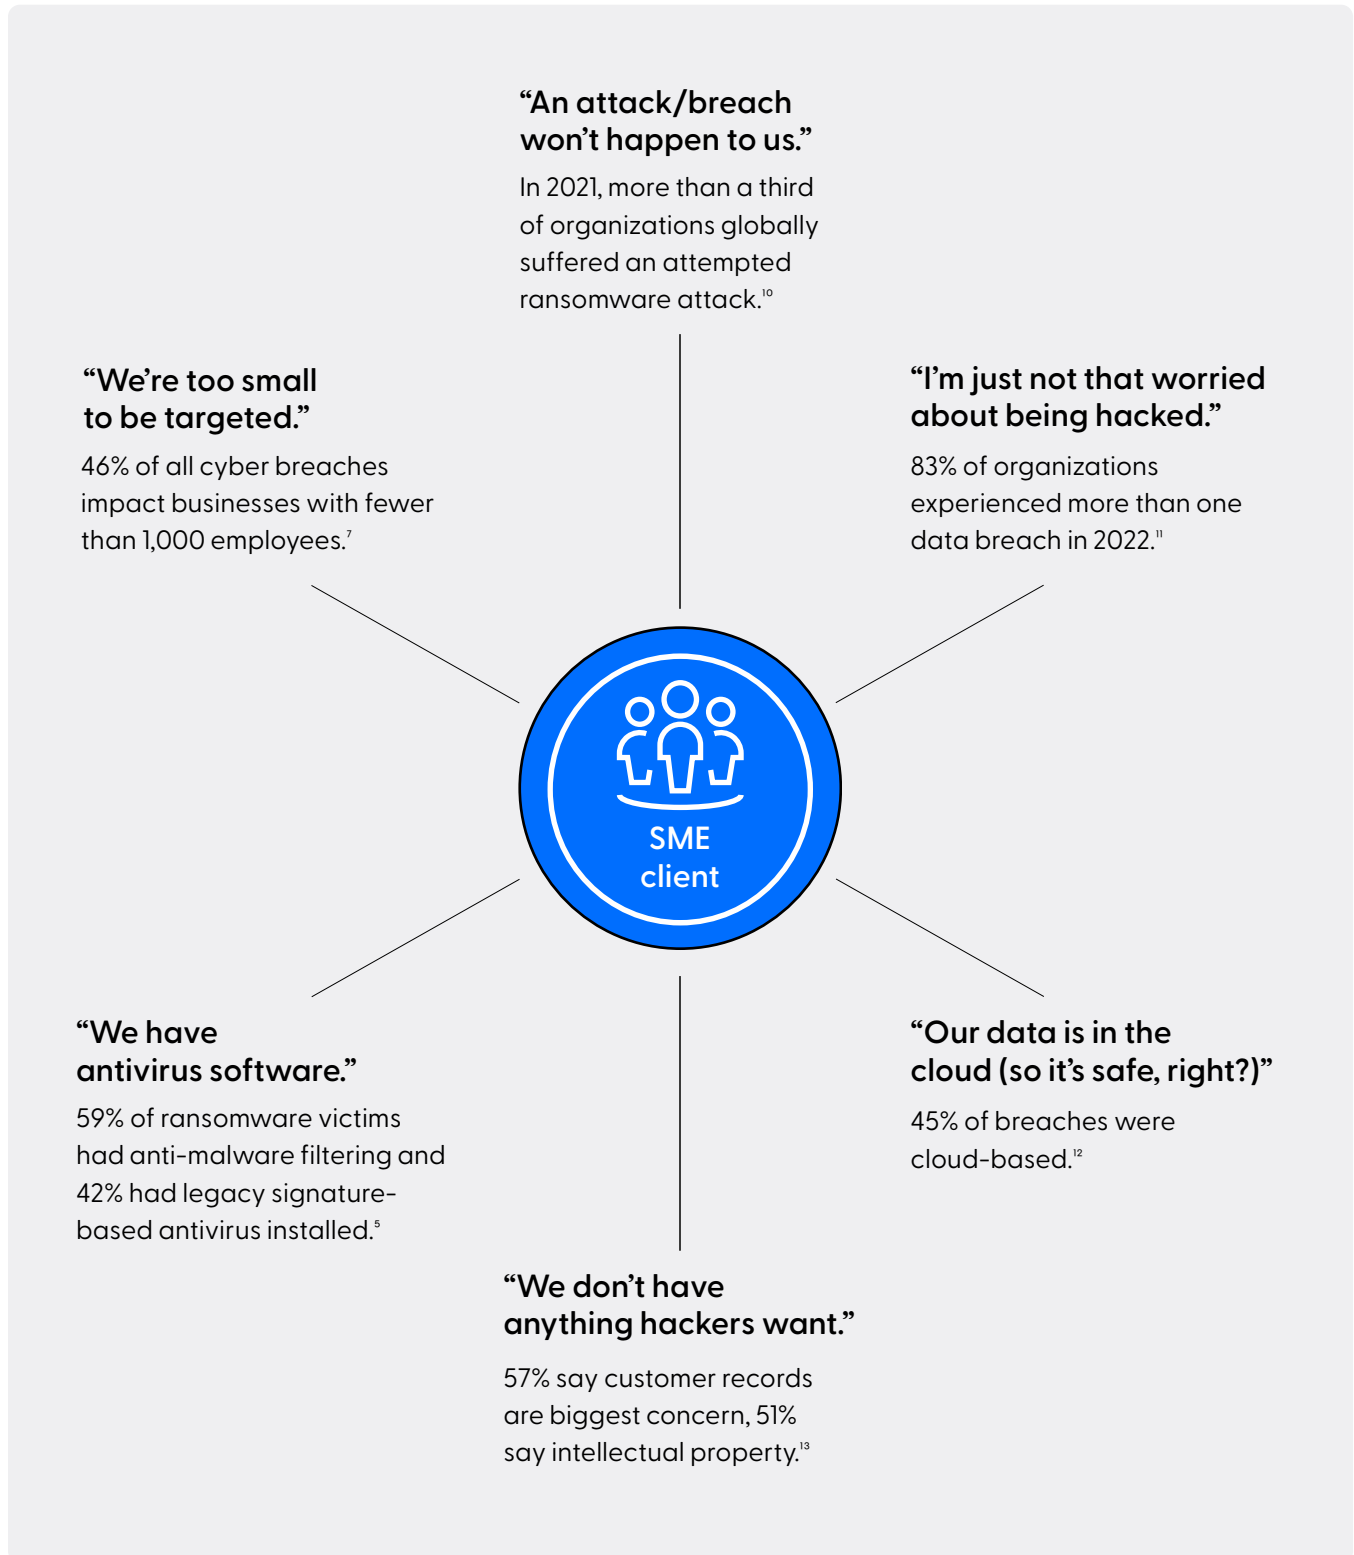 “An attack/breach
won’t happen to us.”
In 2021, more than a third
of organizations globally
suffered an attempted
ransomware attack.¹⁰
“We’re too small
to be targeted.”
46% of all cyber breaches
impact businesses with fewer
than 1,000 employees.⁷
“I’m just not that worried
about being hacked.”
83% of organizations
experienced more than one
data breach in 2022.¹¹
SME
client
“We have
antivirus software.”
59% of ransomware victims
had anti-malware filtering and
42% had legacy signature-
based antivirus installed.⁵
“Our data is in the
cloud (so it’s safe, right?)”
45% of breaches were
cloud-based.¹²
“We don’t have
anything hackers want.”
57% say customer records
are biggest concern, 51%
say intellectual property.¹³